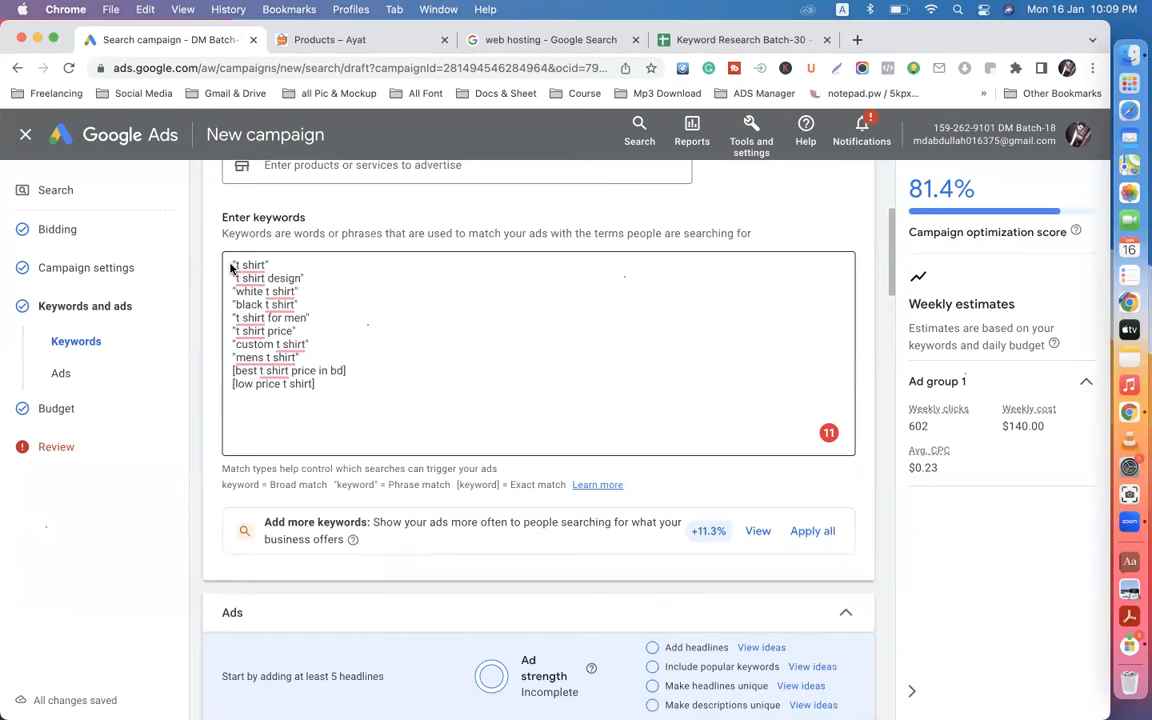 Chrome File Edit View History Bookmarks Profiles Tab Window Help A Mon 16 Jan 10:09 PM
Search campaign - DM Batch- Products – Ayat web hosting - Google Search Keyword Research Batch-30 -
ads.google.com/aw/campaigns/new/search/draft?campaignId=281494546284964&ocid=79...
Freelancing Social Media Gmail & Drive all Pic & Mockup All Font Docs & Sheet Course Mp3 Download ADS Manager notepad.pw / 5kpx... » Other Bookmarks
Google Ads New campaign
Search Reports Tools and settings Help Notifications
159-262-9101 DM Batch-18
mdabdullah016375@gmail.com
Search
Bidding
Campaign settings
Keywords and ads
Keywords
Ads
Budget
Review
All changes saved
Enter products or services to advertise
Enter keywords
Keywords are words or phrases that are used to match your ads with the terms people are searching for
"t shirt"
"t shirt design"
"white t shirt"
"black t shirt"
"t shirt for men"
"t shirt price"
"custom t shirt"
"mens t shirt"
[best t shirt price in bd]
[low price t shirt]
11
Match types help control which searches can trigger your ads
keyword = Broad match "keyword" = Phrase match [keyword] = Exact match Learn more
Add more keywords: Show your ads more often to people searching for what your
business offers
+11.3% View Apply all
Ads
Start by adding at least 5 headlines
Ad
strength
Incomplete
Add headlines View ideas
Include popular keywords View ideas
Make headlines unique View ideas
Make descriptions unique View ideas
81.4%
Campaign optimization score
Weekly estimates
Estimates are based on your
keywords and daily budget
Ad group 1
Weekly clicks Weekly cost
602 $140.00
Avg. CPC
$0.23